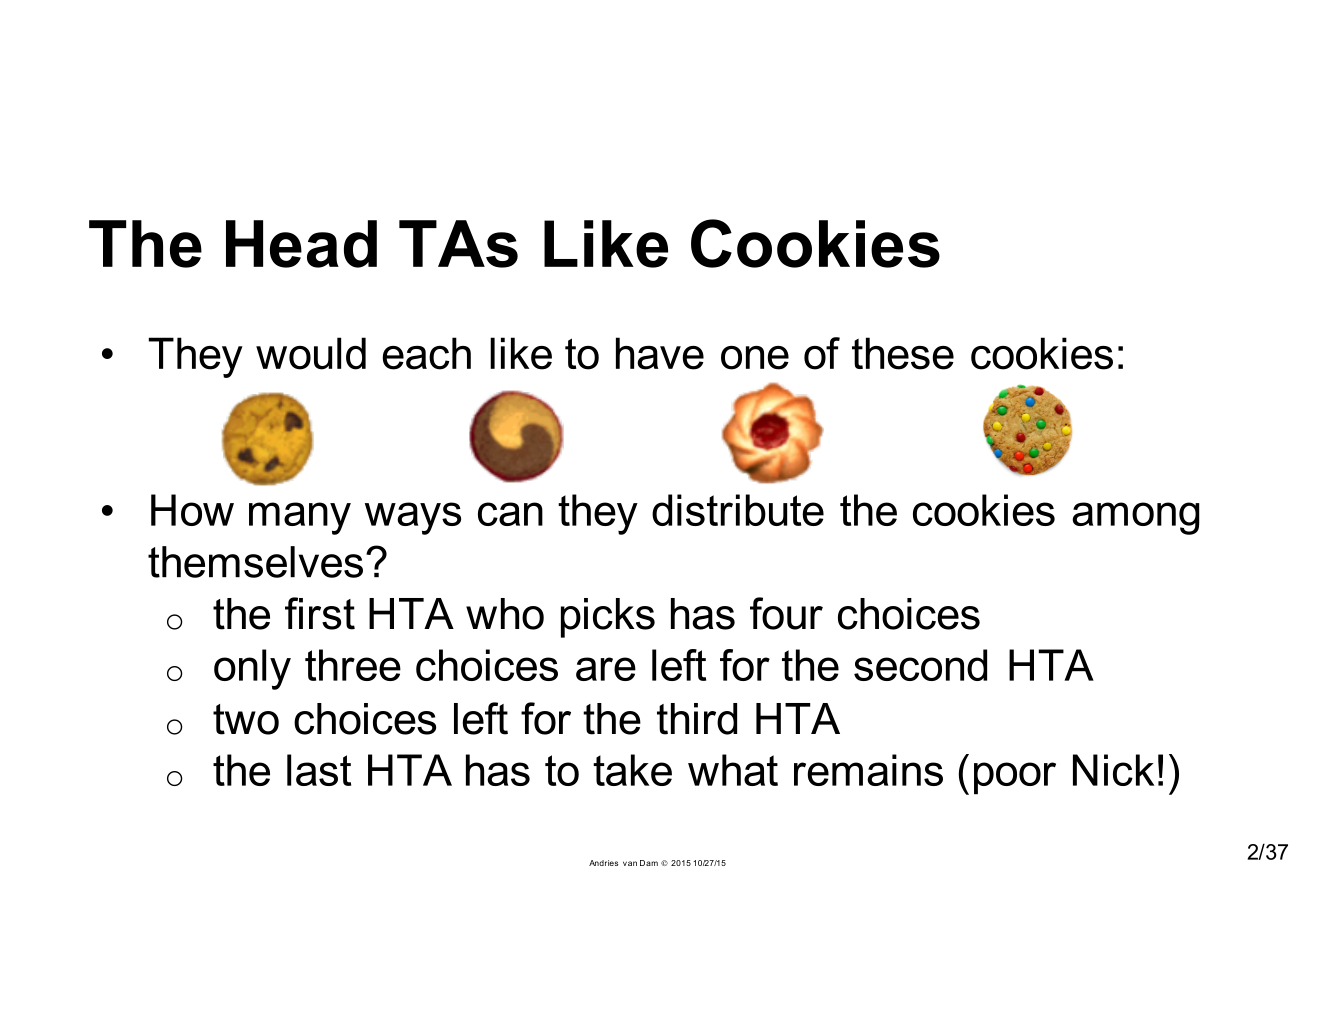 The Head TAs Like Cookies
• They would each like to have one of these cookies:
• How many ways can they distribute the cookies among
themselves?
o the first HTA who picks has four choices
o only three choices are left for the second HTA
o two choices left for the third HTA
o the last HTA has to take what remains (poor Nick!)
Andries van Dam © 2015 10/27/15
2/37